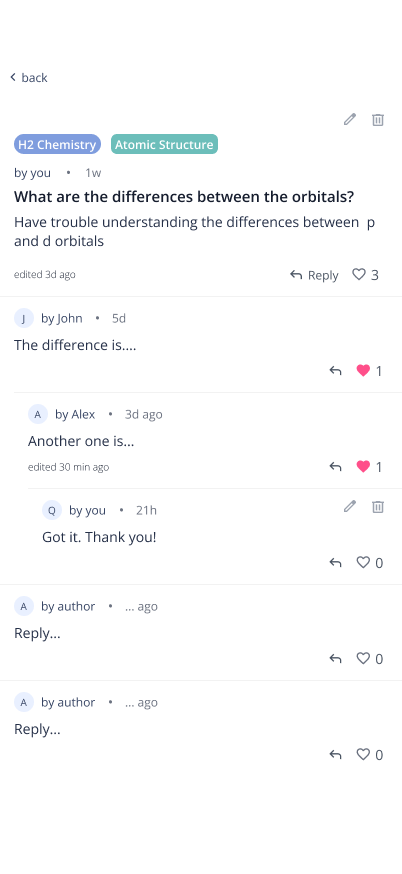 back
H2 Chemistry Atomic Structure
by you • 1w
What are the differences between the orbitals?
Have trouble understanding the differences between p
and d orbitals
edited 3d ago Reply 3
J by John • 5d
The difference is....
1
A by Alex • 3d ago
Another one is...
edited 30 min ago 1
Q by you • 21h
Got it. Thank you!
0
A by author • ... ago
Reply...
0
A by author • ... ago
Reply...
0